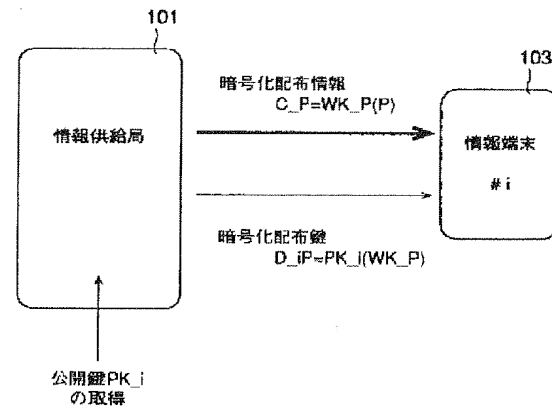 101
情報供給局
暗号化配布情報
C_P=WK_P(P)
暗号化配布鍵
D_iP=PK_i(WK_P)
103
情報端末
#i
公開鍵PK_i
の取得